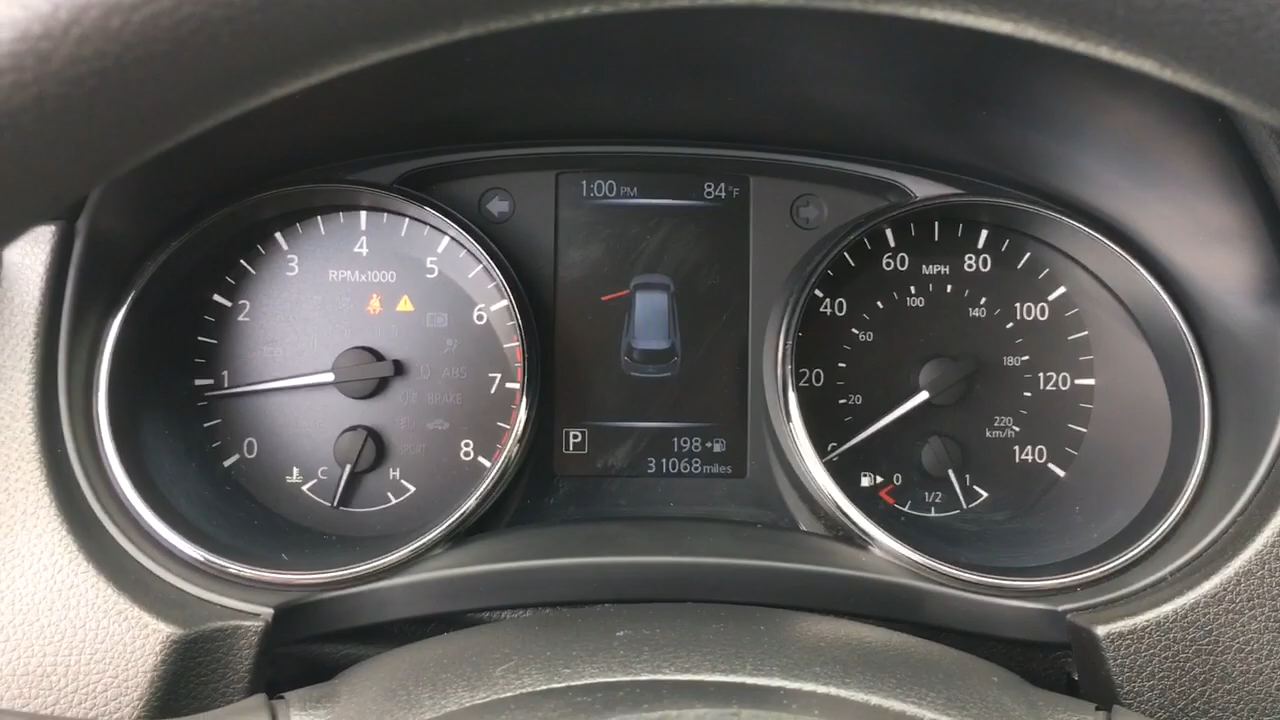 1:00 PM 84°F
RPMx1000
0 1 2 3 4 5 6 7 8
ABS
BRAKE
SPORT
C H
P
198
31068 miles
MPH
20 40 60 80 100 120 140
20 60 100 140 180 220
km/h
0 1/2 1